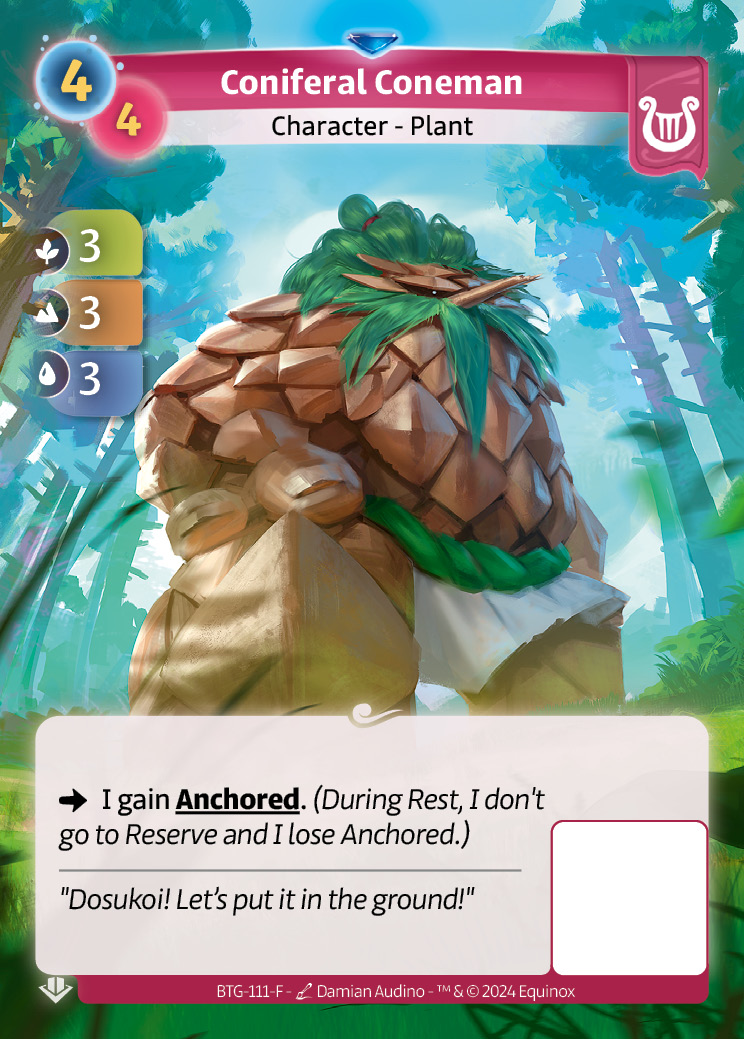 4
4
Coniferal Coneman
Character - Plant
3
3
3
I gain Anchored. (During Rest, I don't
go to Reserve and I lose Anchored.)
"Dosukoi! Let's put it in the ground!"
BTG-111-F - Damian Audino - ™ & © 2024 Equinox